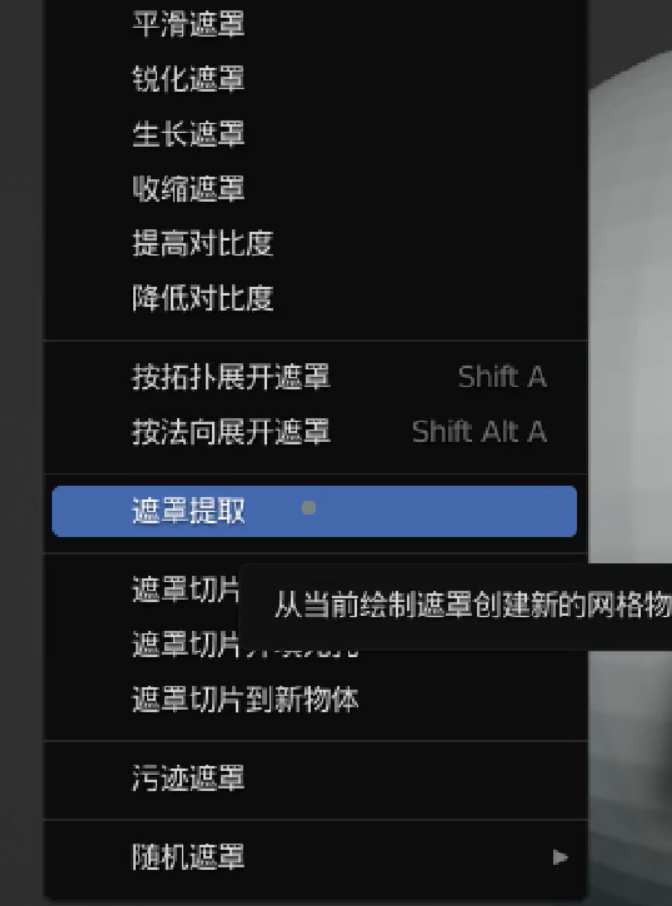 平滑遮罩
锐化遮罩
生长遮罩
收缩遮罩
提高对比度
降低对比度
按拓扑展开遮罩 Shift A
按法向展开遮罩 Shift Alt A
遮罩提取
遮罩切片
从当前绘制遮罩创建新的网格物
遮罩切片
遮罩切片到新物体
污迹遮罩
随机遮罩